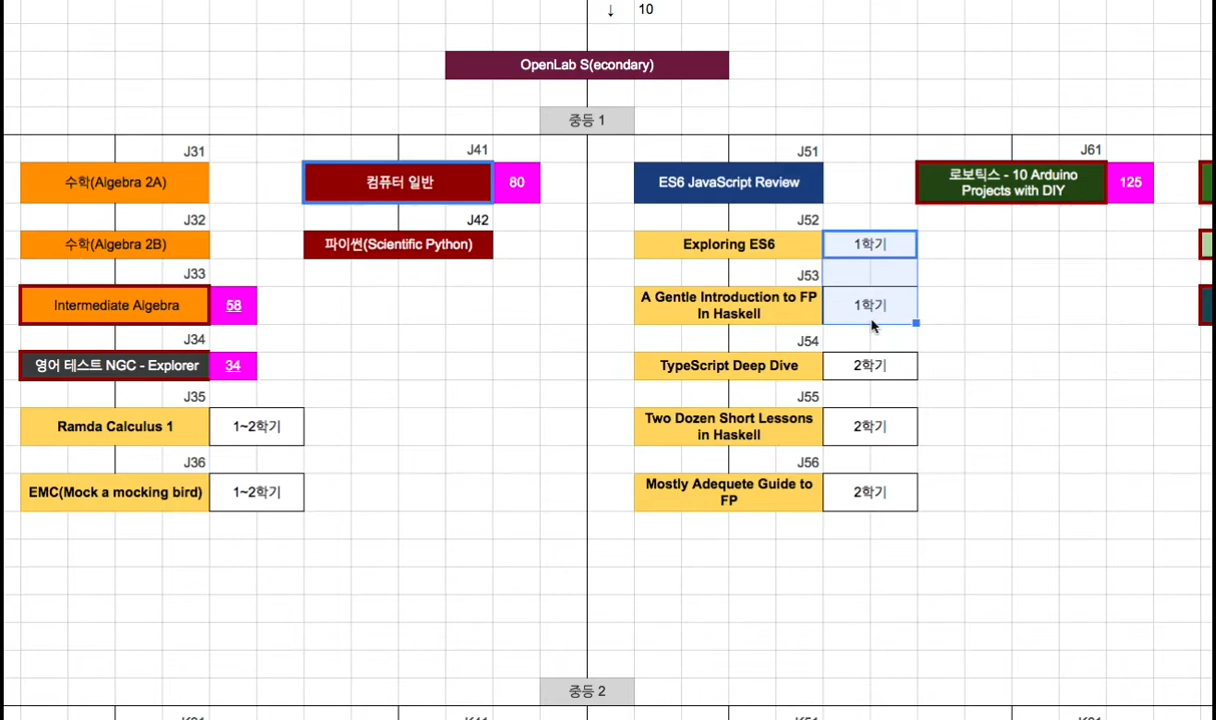 ↓ 10
OpenLab S(econdary)
중등 1
J31
수학(Algebra 2A)
J32
수학(Algebra 2B)
J33
Intermediate Algebra 58
J34
영어 테스트 NGC - Explorer 34
J35
Ramda Calculus 1 1~2학기
J36
EMC(Mock a mocking bird) 1~2학기
J41
컴퓨터 일반 80
J42
파이썬(Scientific Python)
J51
ES6 JavaScript Review
J52
Exploring ES6 1학기
J53
A Gentle Introduction to FP
In Haskell
1학기
J54
TypeScript Deep Dive 2학기
J55
Two Dozen Short Lessons
in Haskell
2학기
J56
Mostly Adequete Guide to
FP
2학기
J61
로보틱스 - 10 Arduino
Projects with DIY
125
중등 2